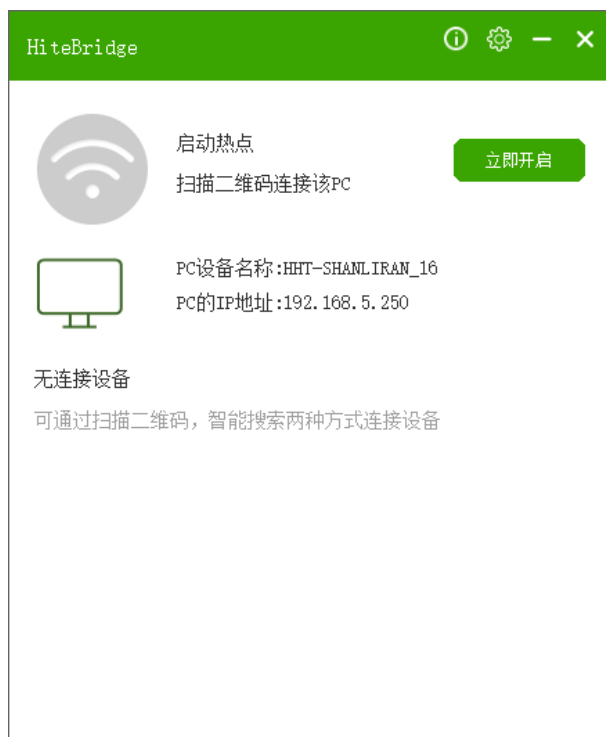 HiteBridge
启动热点
立即开启
扫描二维码连接该PC
PC设备名称:HHT-SHANLIRAN_16
PC的IP地址:192.168.5.250
无连接设备
可通过扫描二维码，智能搜索两种方式连接设备